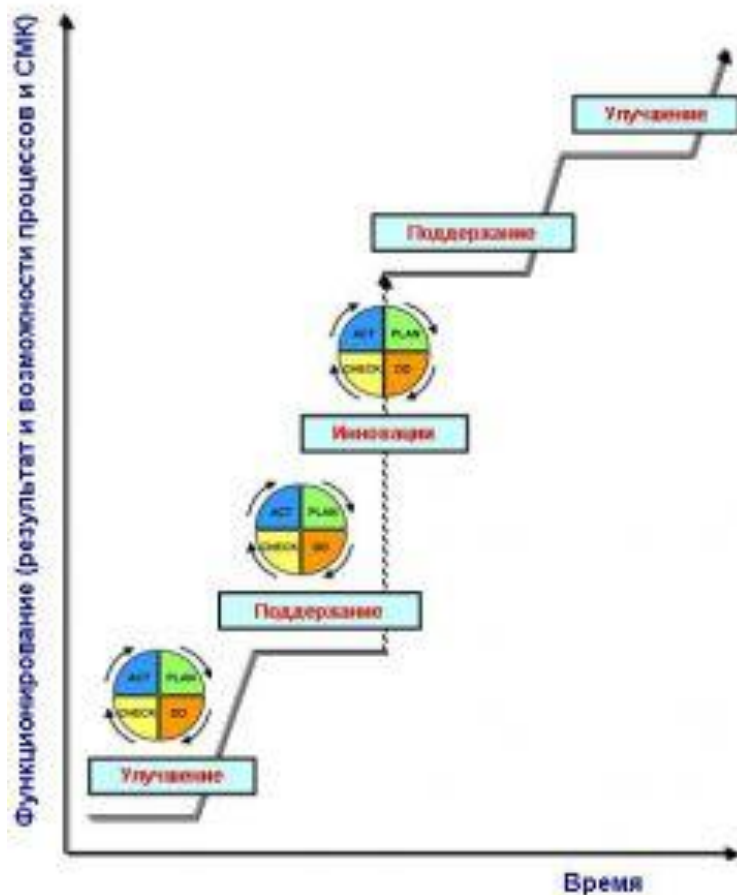 Функционирование (результат и возможности процессов и СМК)
Улучшение
Поддержание
ACT PLAN
CHECK DO
Инновации
ACT PLAN
CHECK DO
Поддержание
ACT PLAN
CHECK DO
Улучшение
Время